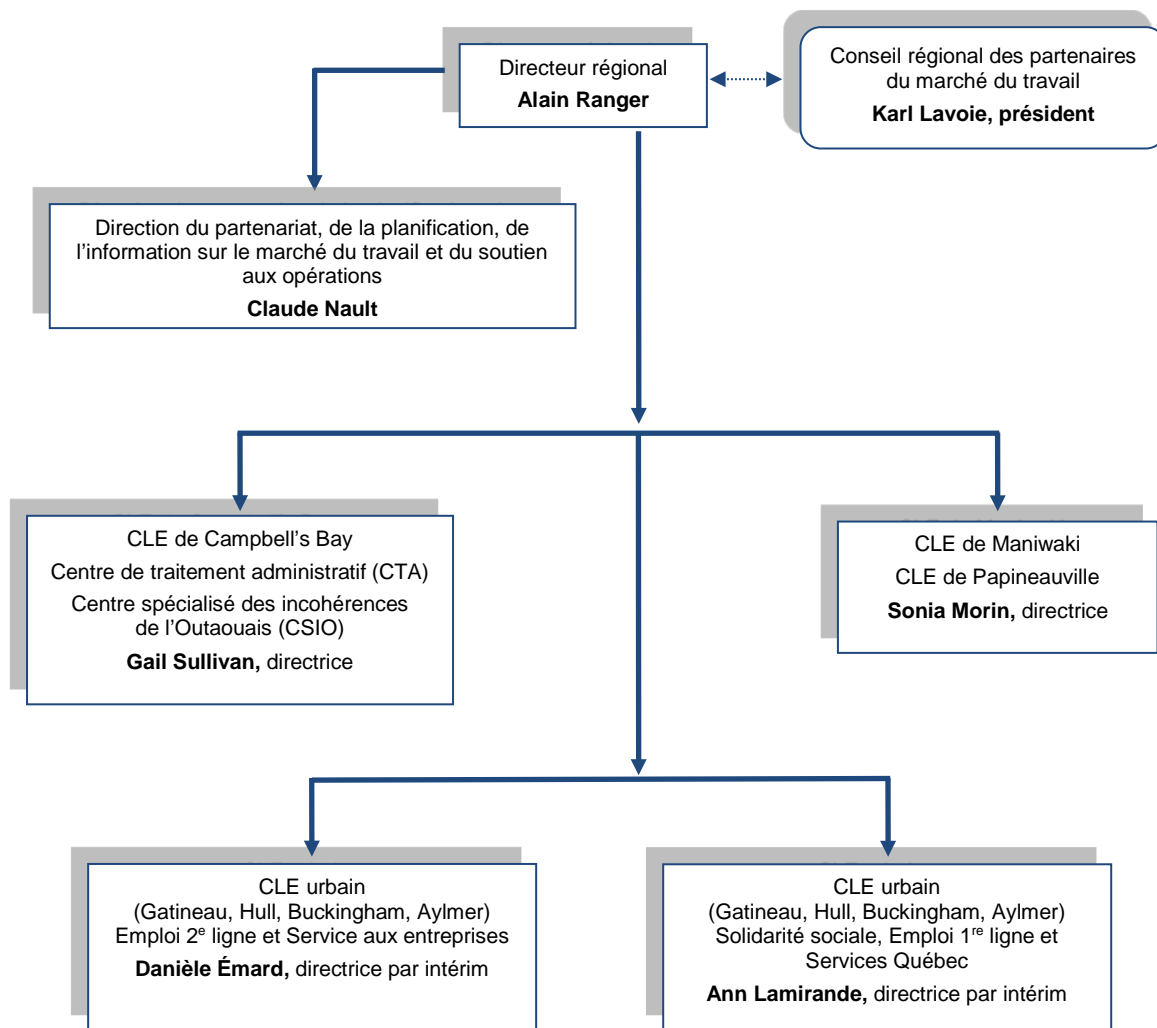 Directeur régional
Alain Ranger
Conseil régional des partenaires
du marché du travail
Karl Lavoie, président
Direction du partenariat, de la planification, de
l’information sur le marché du travail et du soutien
aux opérations
Claude Nault
CLE de Campbell’s Bay
Centre de traitement administratif (CTA)
Centre spécialisé des incohérences
de l’Outaouais (CSIO)
Gail Sullivan, directrice
CLE de Maniwaki
CLE de Papineauville
Sonia Morin, directrice
CLE urbain
(Gatineau, Hull, Buckingham, Aylmer)
Emploi 2e ligne et Service aux entreprises
Danièle Émard, directrice par intérim
CLE urbain
(Gatineau, Hull, Buckingham, Aylmer)
Solidarité sociale, Emploi 1re ligne et
Services Québec
Ann Lamirande, directrice par intérim